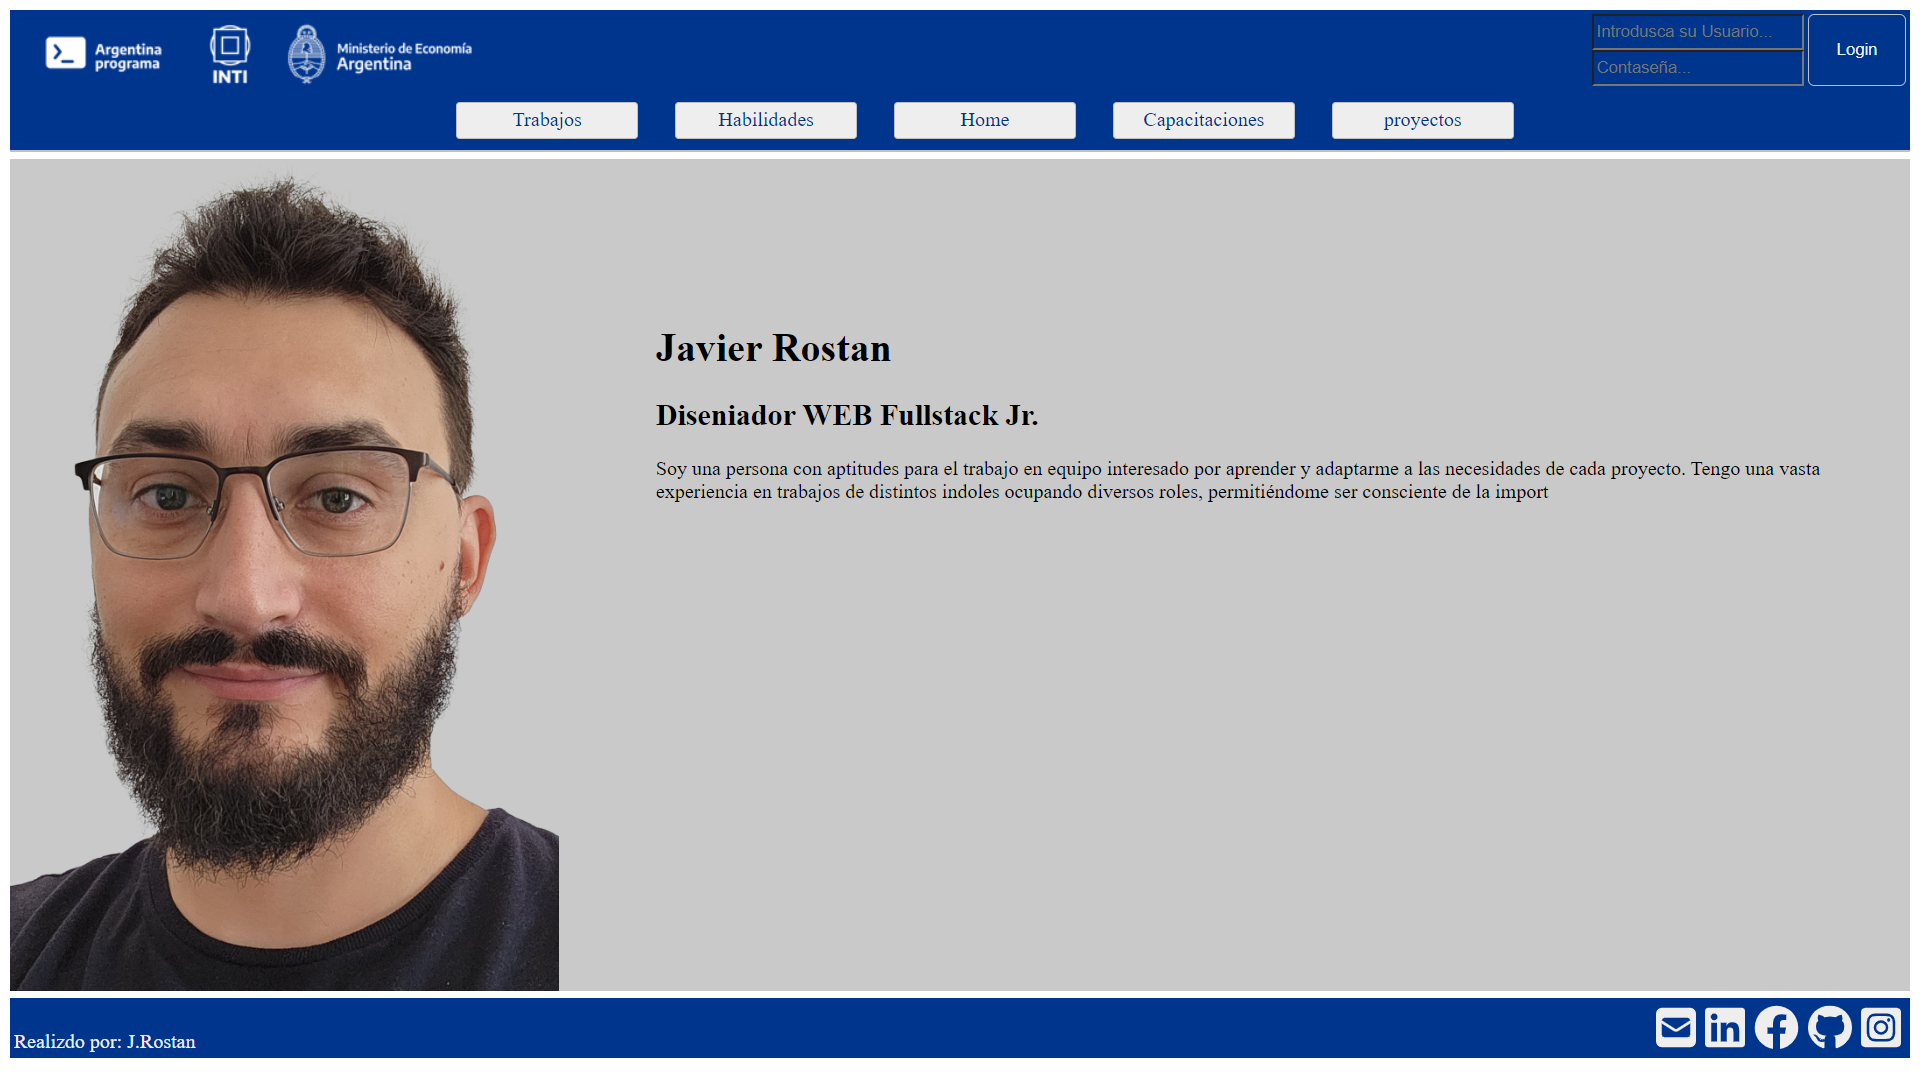 Argentina
programa
INTI
Ministerio de Economía
Argentina
Introdusca su Usuario...
Contaseña...
Login
Trabajos
Habilidades
Home
Capacitaciones
proyectos
Javier Rostan
Diseniador WEB Fullstack Jr.
Soy una persona con aptitudes para el trabajo en equipo interesado por aprender y adaptarme a las necesidades de cada proyecto. Tengo una vasta
experiencia en trabajos de distintos indoles ocupando diversos roles, permitiéndome ser consciente de la import
Realizdo por: J.Rostan